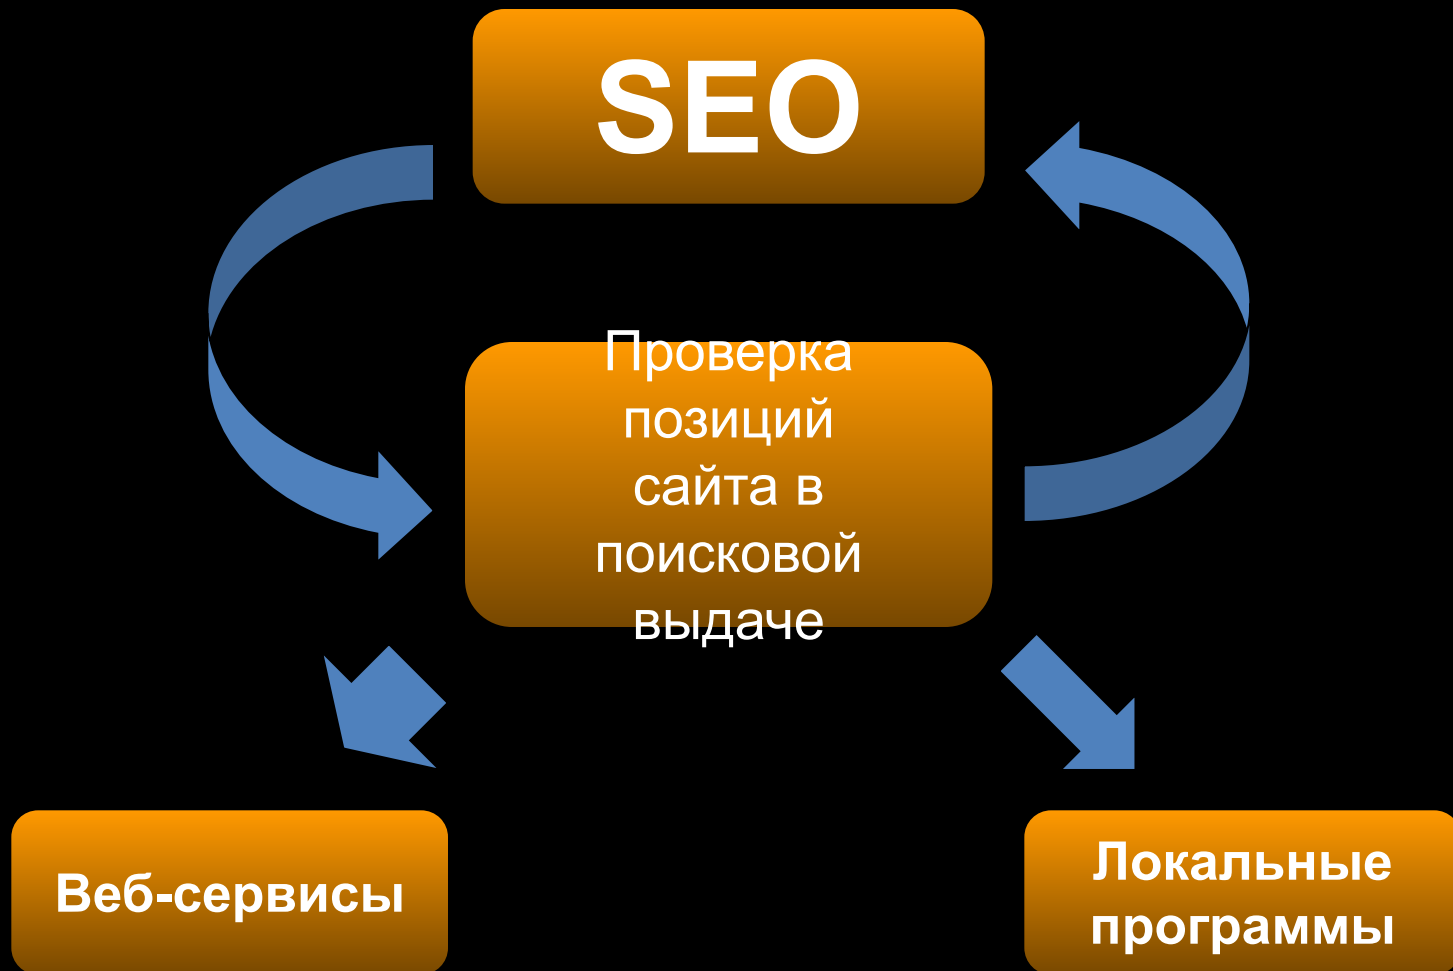 SEO
Проверка
позиций
сайта в
поисковой
выдаче
Веб-сервисы
Локальные
программы